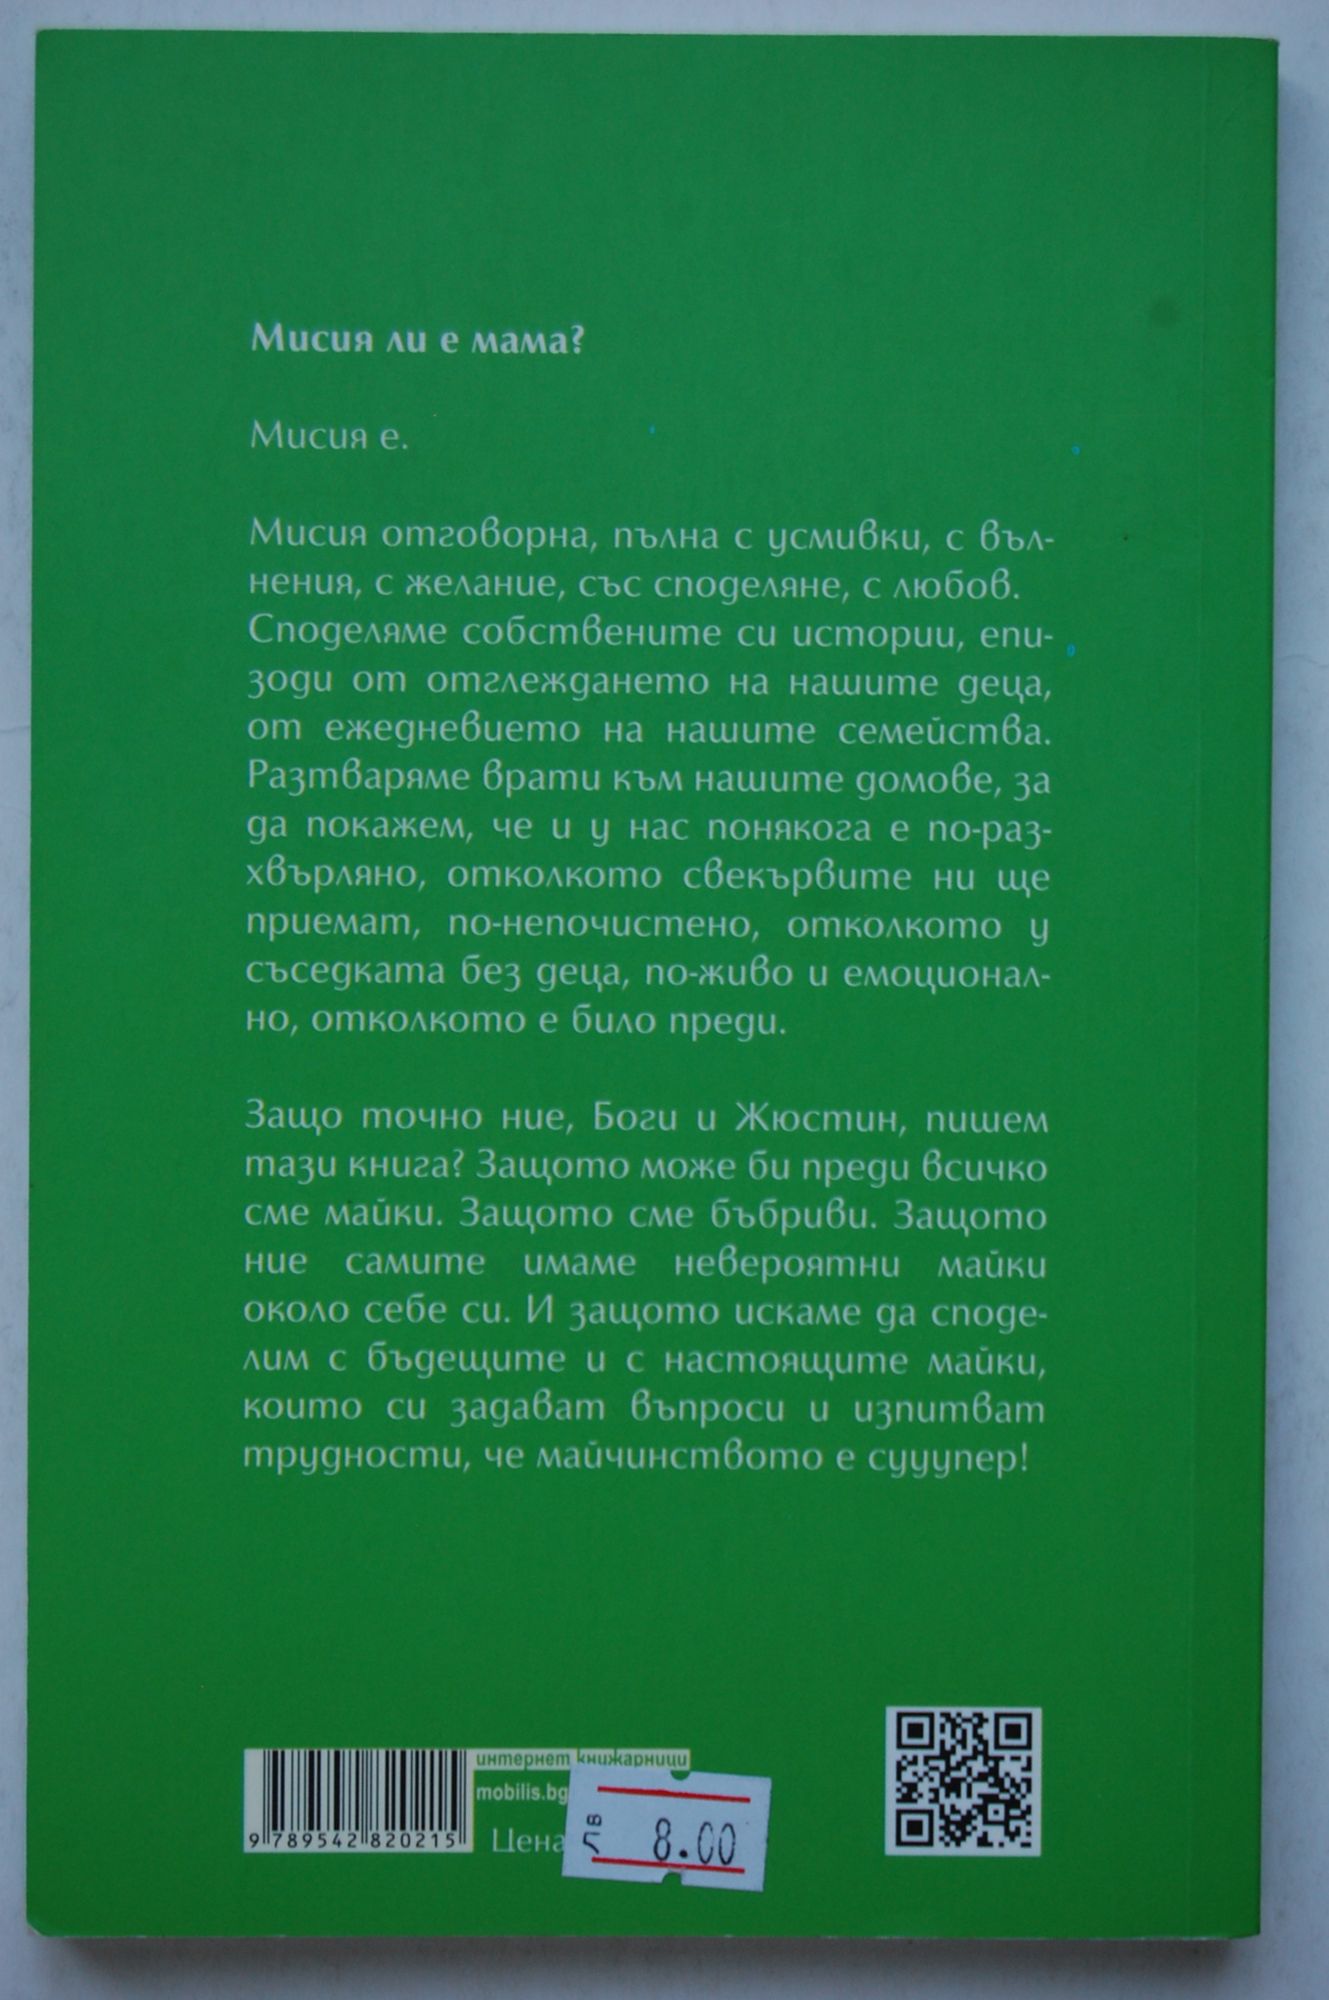 Мисия ли е мама?
Мисия е.
Мисия отговорна, пълна с усмивки, с въл-
нения, с желание, със споделяне, с любов.
Споделяме собствените си истории, епи-
зоди от отглеждането на нашите деца,
от ежедневието на нашите семейства.
Разтваряме врати към нашите домове, за
да покажем, че и у нас понякога е по-раз-
хвърляно, отколкото свекървите ни ще
приемат, по-непочистено, отколкото у
съседката без деца, по-живо и емоционал-
но, отколкото е било преди.
Защо точно ние, Боги и Жюстин, пишем
тази книга? Защото може би преди всичко
сме майки. Защото сме бъбриви. Защото
ние самите имаме невероятни майки
около себе си. И защото искаме да споде-
лим с бъдещите и с настоящите майки,
които си задават въпроси и изпитват
трудности, че майчинството е сууупер!
интернет книжарници
mobilis.bg
Цена
лв 8.00
9 789542 820215